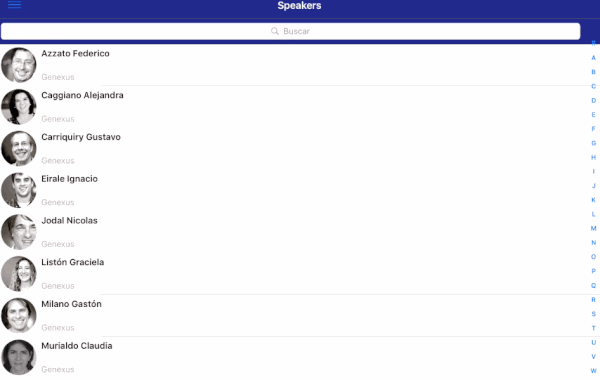 Speakers
Buscar
Azzato Federico
Genexus
Caggiano Alejandra
Genexus
Carriquiry Gustavo
Genexus
Eirale Ignacio
Genexus
Jodal Nicolas
Genexus
Listón Graciela
Genexus
Milano Gastón
Genexus
Murialdo Claudia
Genexus
#
A
B
C
D
E
F
G
H
I
J
K
L
M
N
O
P
Q
R
S
T
U
V
W